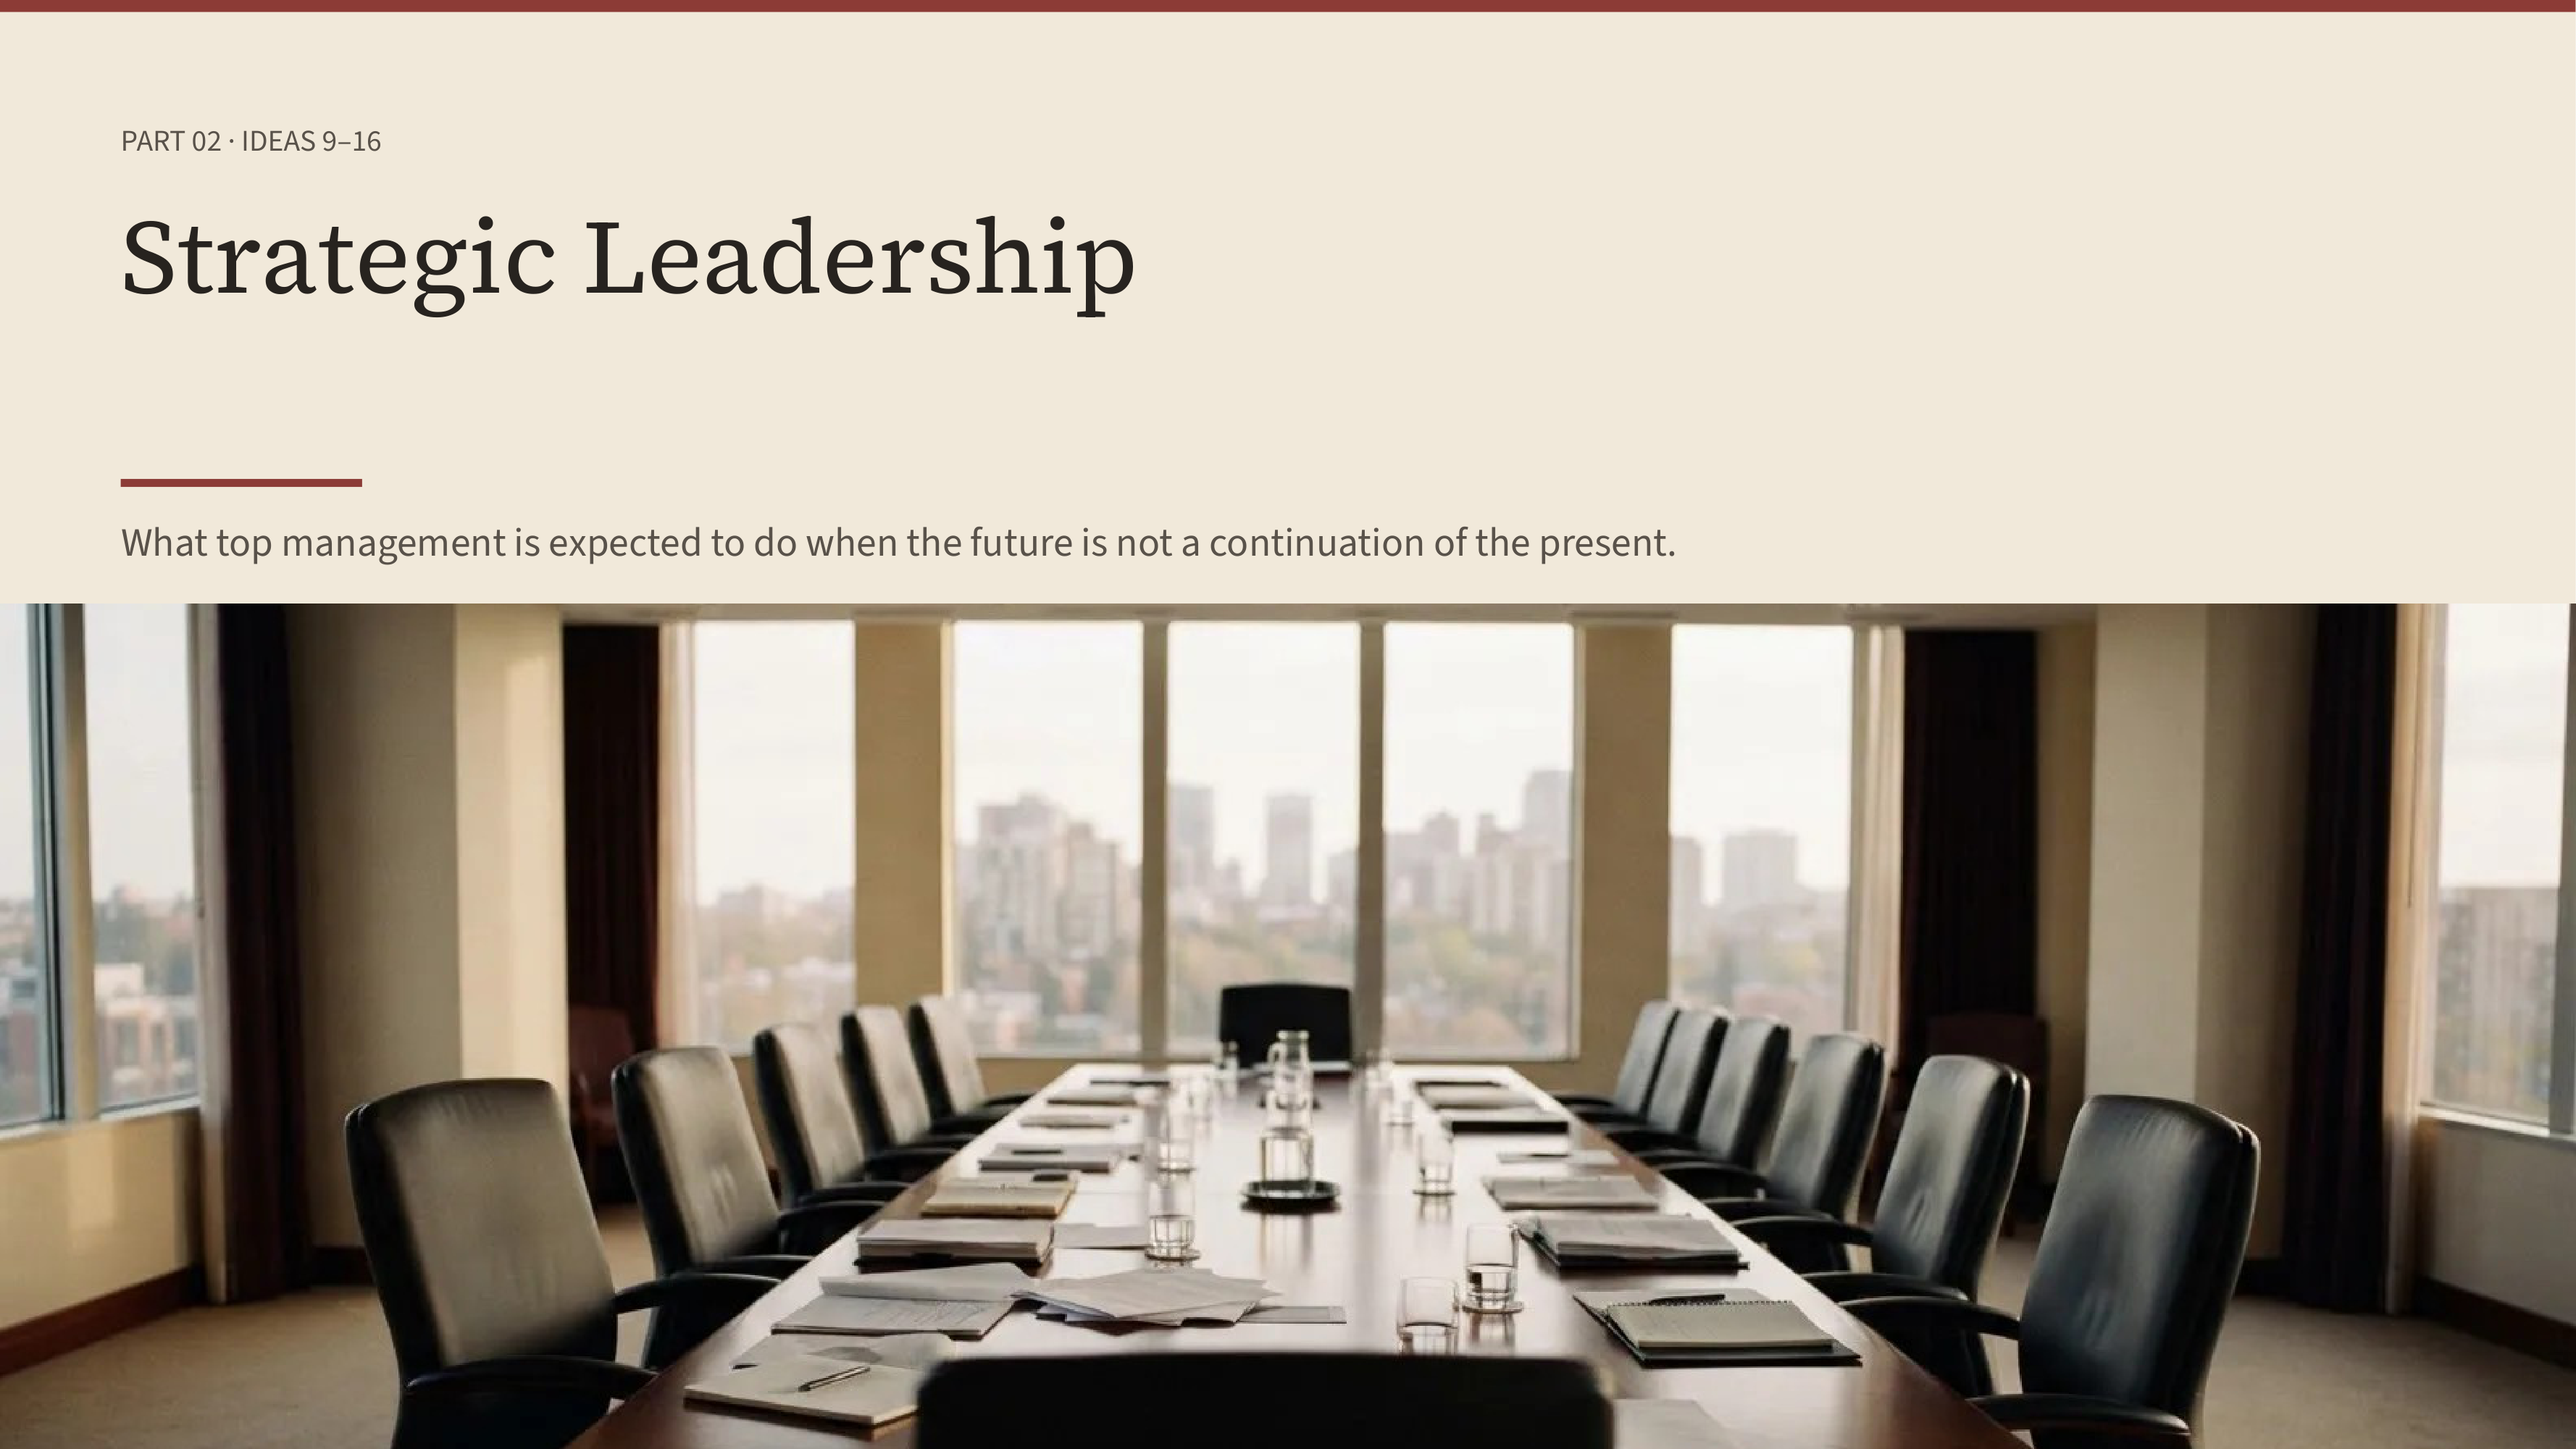 PART 02 · IDEAS 9–16
Strategic Leadership
What top management is expected to do when the future is not a continuation of the present.